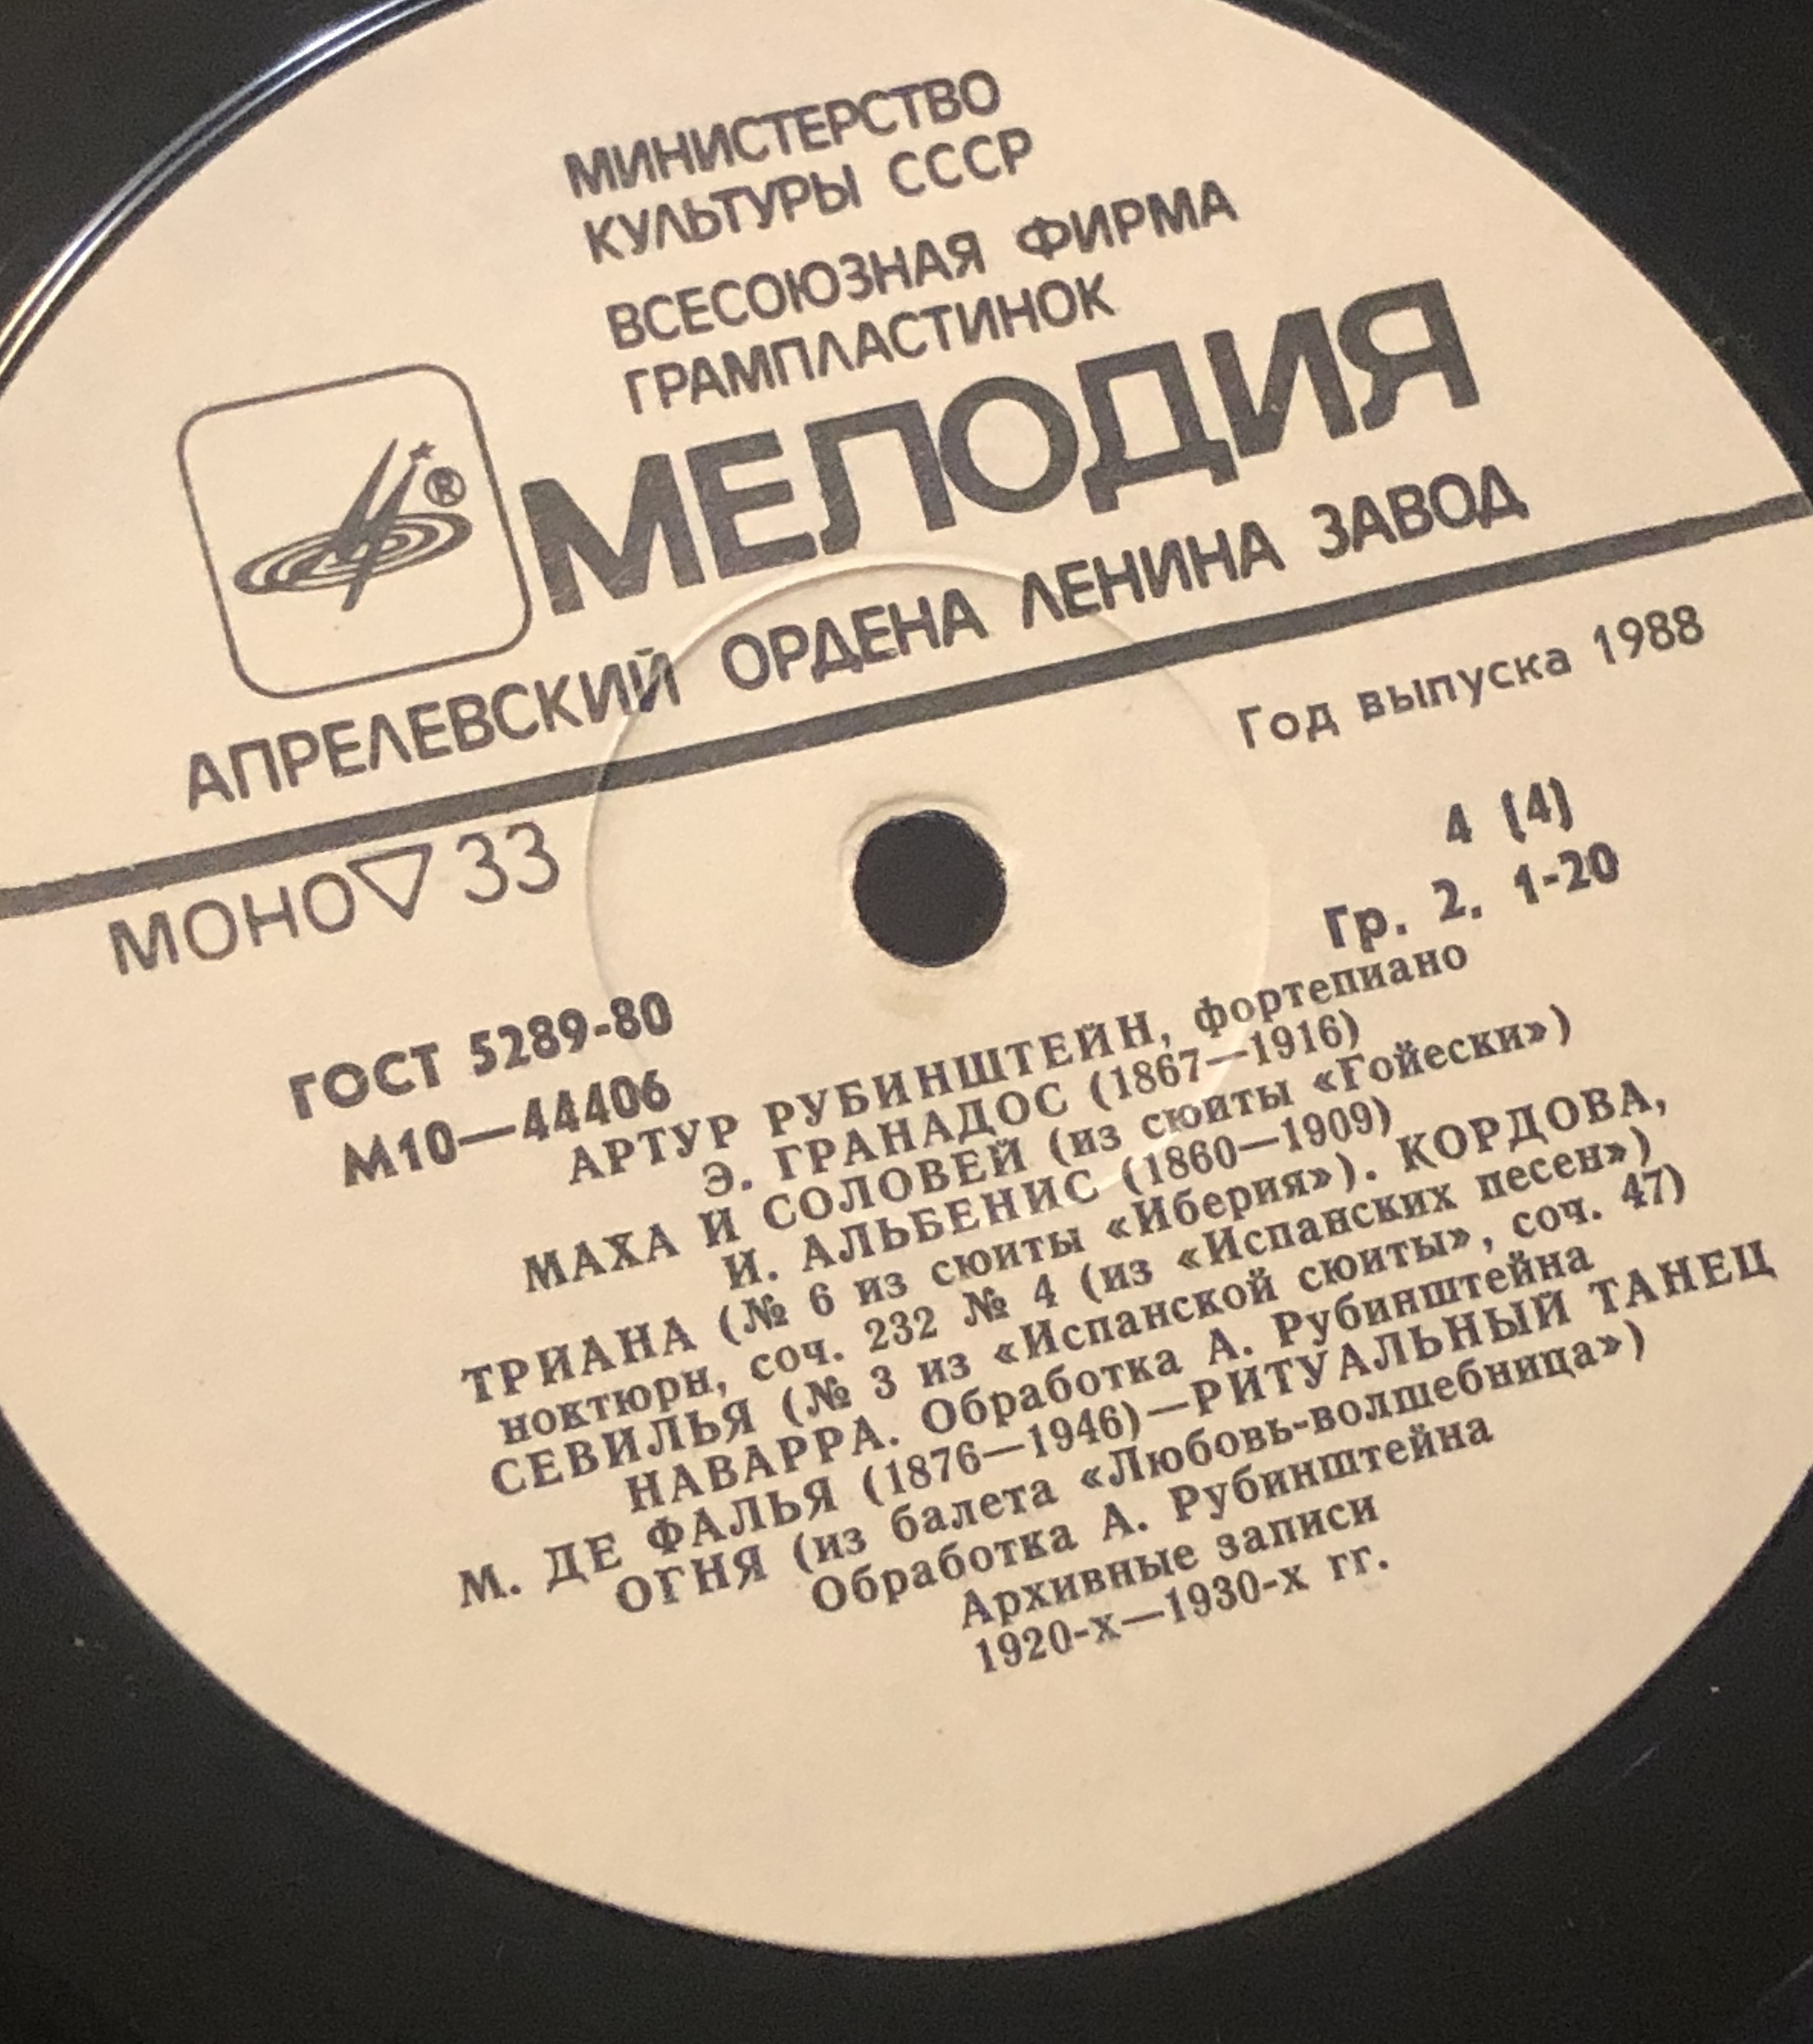 МИНИСТЕРСТВО
КУЛЬТУРЫ СССР
ВСЕСОЮЗНАЯ ФИРМА
ГРАМПЛАСТИНОК
МЕЛОДИЯ
®
АПРЕЛЕВСКИЙ ОРДЕНА ЛЕНИНА ЗАВОД
Год выпуска 1988
МОНО ▽ 33
4 (4)
Гр. 2. 1-20
ГОСТ 5289-80
М10—44406
АРТУР РУБИНШТЕЙН, фортепиано
Э. ГРАНАДОС (1867—1916)
МАХА И СОЛОВЕЙ (из сюиты «Гойески»)
И. АЛЬБЕНИС (1860—1909)
ТРИАНА (№ 6 из сюиты «Иберия»). КОРДОВА,
ноктюрн, соч. 232 № 4 (из «Испанских песен»)
СЕВИЛЬЯ (№ 3 из «Испанской сюиты», соч. 47)
НАВАРРА. Обработка А. Рубинштейна
М. ДЕ ФАЛЬЯ (1876—1946)—РИТУАЛЬНЫЙ ТАНЕЦ
ОГНЯ (из балета «Любовь-волшебница»)
Обработка А. Рубинштейна
Архивные записи
1920-х—1930-х гг.